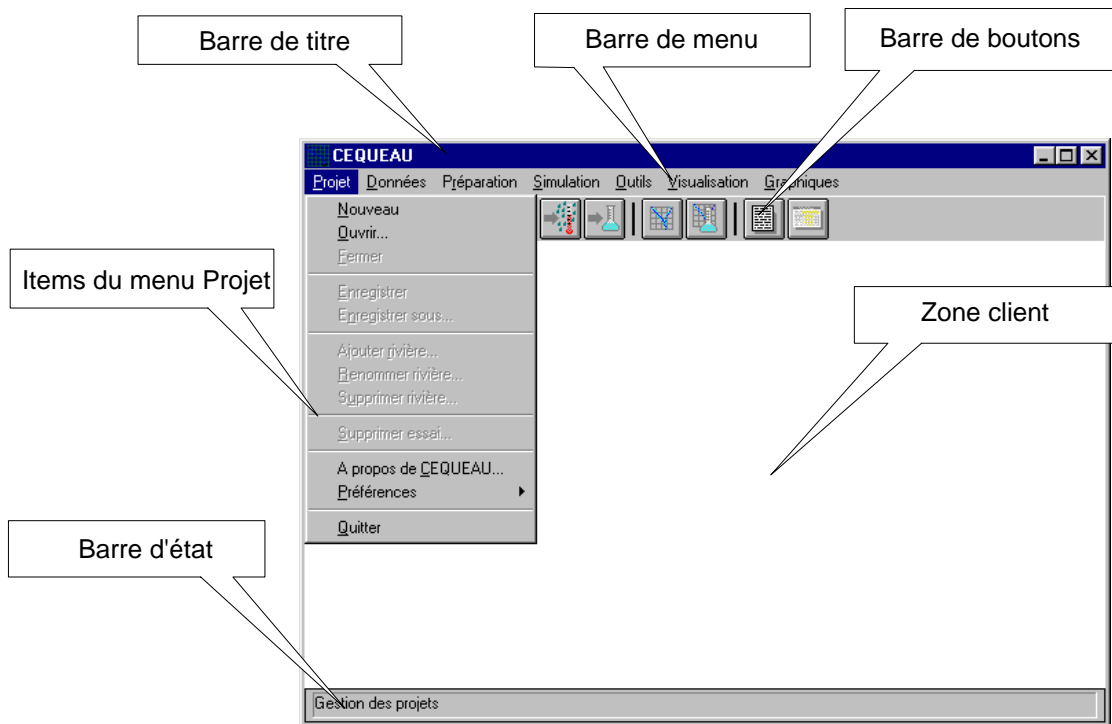 Barre de titre
Barre de menu
Barre de boutons
CEQUEAU
Projet Données Préparation Simulation Outils Visualisation Graphiques
Nouveau
Ouvrir...
Fermer
Items du menu Projet
Enregistrer
Enregistrer sous...
Zone client
Ajouter rivière...
Renommer rivière...
Supprimer rivière...
Supprimer essai...
A propos de CEQUEAU...
Préférences
Quitter
Barre d'état
Gestion des projets